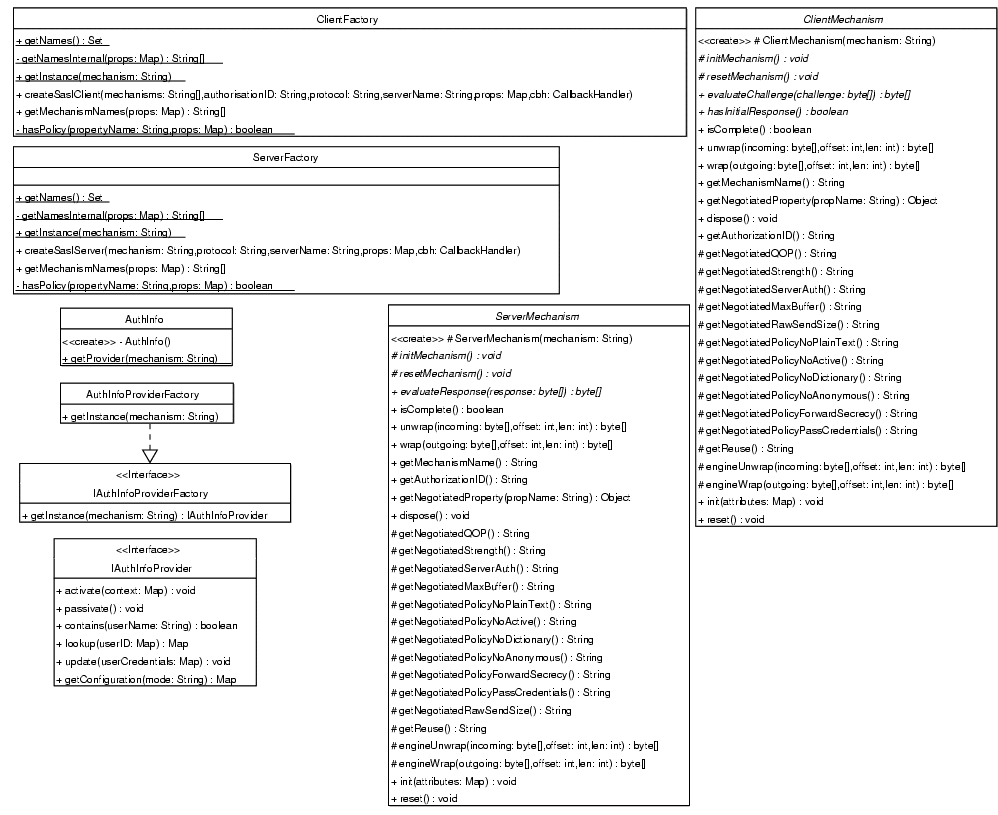 ClientFactory
+ getNames() : Set
- getNamesInternal(props: Map) : String[]
+ getInstance(mechanism: String)
+ createSaslClient(mechanisms: String[],authorisationID: String,protocol: String,serverName: String,props: Map,cbh: CallbackHandler)
+ getMechanismNames(props: Map) : String[]
- hasPolicy(propertyName: String,props: Map) : boolean
ServerFactory
+ getNames() : Set
- getNamesInternal(props: Map) : String[]
+ getInstance(mechanism: String)
+ createSaslServer(mechanism: String,protocol: String,serverName: String,props: Map,cbh: CallbackHandler)
+ getMechanismNames(props: Map) : String[]
- hasPolicy(propertyName: String,props: Map) : boolean
AuthInfo
<<create>> - AuthInfo()
+ getProvider(mechanism: String)
AuthInfoProviderFactory
+ getInstance(mechanism: String)
<<Interface>>
IAuthInfoProviderFactory
+ getInstance(mechanism: String) : IAuthInfoProvider
<<Interface>>
IAuthInfoProvider
+ activate(context: Map) : void
+ passivate() : void
+ contains(userName: String) : boolean
+ lookup(userID: Map) : Map
+ update(userCredentials: Map) : void
+ getConfiguration(mode: String) : Map
ServerMechanism
<<create>> # ServerMechanism(mechanism: String)
# initMechanism() : void
# resetMechanism() : void
+ evaluateResponse(response: byte[]) : byte[]
+ isComplete() : boolean
+ unwrap(incoming: byte[],offset: int,len: int) : byte[]
+ wrap(outgoing: byte[],offset: int,len: int) : byte[]
+ getMechanismName() : String
+ getAuthorizationID() : String
+ getNegotiatedProperty(propName: String) : Object
+ dispose() : void
# getNegotiatedQOP() : String
# getNegotiatedStrength() : String
# getNegotiatedServerAuth() : String
# getNegotiatedMaxBuffer() : String
# getNegotiatedPolicyNoPlainText() : String
# getNegotiatedPolicyNoActive() : String
# getNegotiatedPolicyNoDictionary() : String
# getNegotiatedPolicyNoAnonymous() : String
# getNegotiatedPolicyForwardSecrecy() : String
# getNegotiatedPolicyPassCredentials() : String
# getNegotiatedRawSendSize() : String
# getReuse() : String
# engineUnwrap(incoming: byte[],offset: int,len: int) : byte[]
# engineWrap(outgoing: byte[],offset: int,len: int) : byte[]
+ init(attributes: Map) : void
+ reset() : void
ClientMechanism
<<create>> # ClientMechanism(mechanism: String)
# initMechanism() : void
# resetMechanism() : void
+ evaluateChallenge(challenge: byte[]) : byte[]
+ hasInitialResponse() : boolean
+ isComplete() : boolean
+ unwrap(incoming: byte[],offset: int,len: int) : byte[]
+ wrap(outgoing: byte[],offset: int,len: int) : byte[]
+ getMechanismName() : String
+ getNegotiatedProperty(propName: String) : Object
+ dispose() : void
+ getAuthorizationID() : String
# getNegotiatedQOP() : String
# getNegotiatedStrength() : String
# getNegotiatedServerAuth() : String
# getNegotiatedMaxBuffer() : String
# getNegotiatedRawSendSize() : String
# getNegotiatedPolicyNoPlainText() : String
# getNegotiatedPolicyNoActive() : String
# getNegotiatedPolicyNoDictionary() : String
# getNegotiatedPolicyNoAnonymous() : String
# getNegotiatedPolicyForwardSecrecy() : String
# getNegotiatedPolicyPassCredentials() : String
# getReuse() : String
# engineUnwrap(incoming: byte[],offset: int,len: int) : byte[]
# engineWrap(outgoing: byte[],offset: int,len: int) : byte[]
+ init(attributes: Map) : void
+ reset() : void